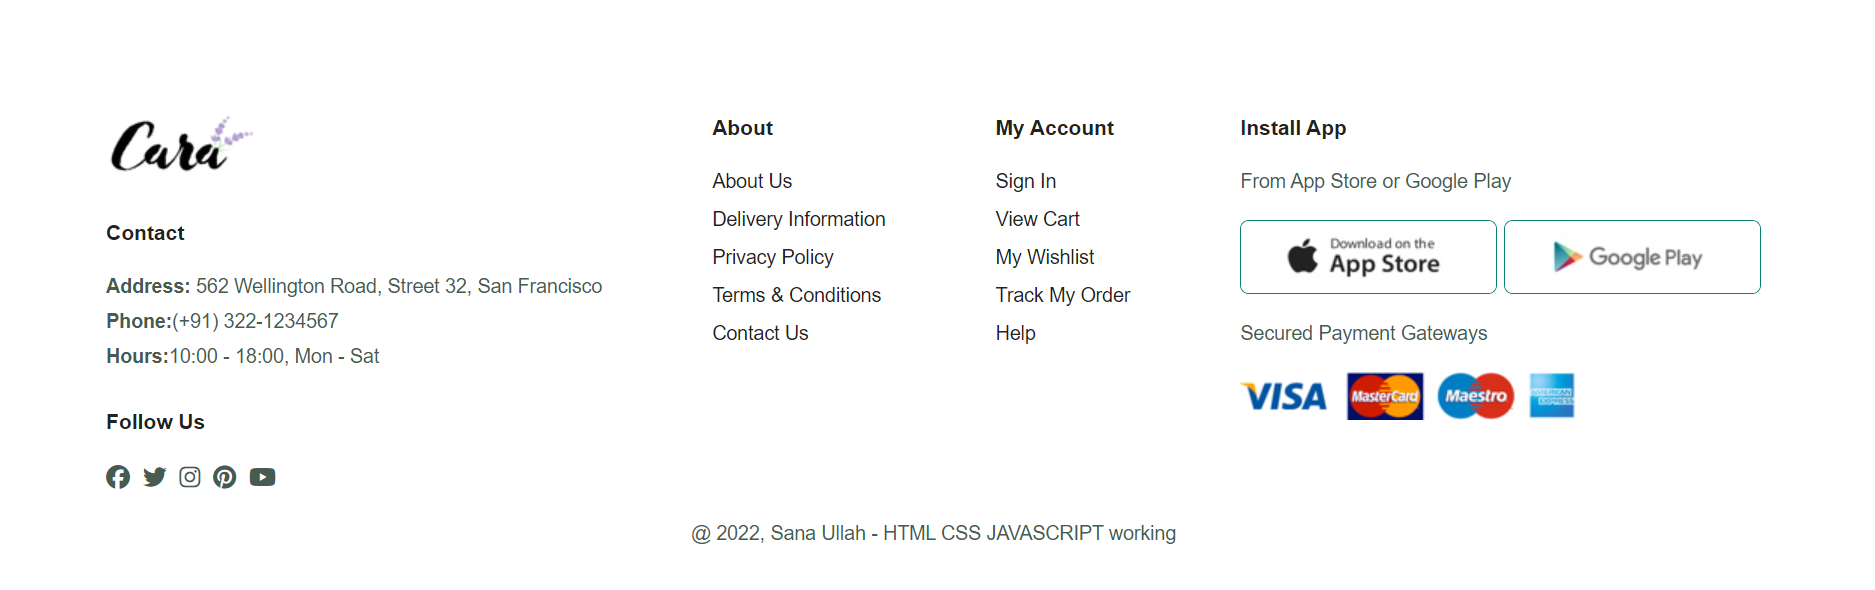 Cara
Contact
Address: 562 Wellington Road, Street 32, San Francisco
Phone:(+91) 322-1234567
Hours:10:00 - 18:00, Mon - Sat
Follow Us
About
About Us
Delivery Information
Privacy Policy
Terms & Conditions
Contact Us
My Account
Sign In
View Cart
My Wishlist
Track My Order
Help
Install App
From App Store or Google Play
Download on the
App Store
Google Play
Secured Payment Gateways
VISA
MasterCard
Maestro
AMERICAN
EXPRESS
@ 2022, Sana Ullah - HTML CSS JAVASCRIPT working